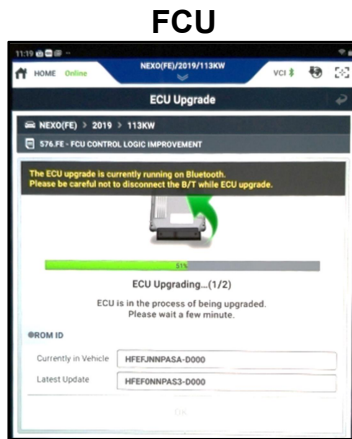 FCU
11:19
HOME Online
NEXO(FE)/2019/113KW
VCI
ECU Upgrade
NEXO(FE) > 2019 > 113KW
576.FE - FCU CONTROL LOGIC IMPROVEMENT
The ECU upgrade is currently running on Bluetooth.
Please be careful not to disconnect the B/T while ECU upgrade.
51%
ECU Upgrading...(1/2)
ECU is in the process of being upgraded.
Please wait a few minute.
ROM ID
Currently in Vehicle HFEFJNNPASA-D000
Latest Update HFEF0NNPAS3-D000
OK